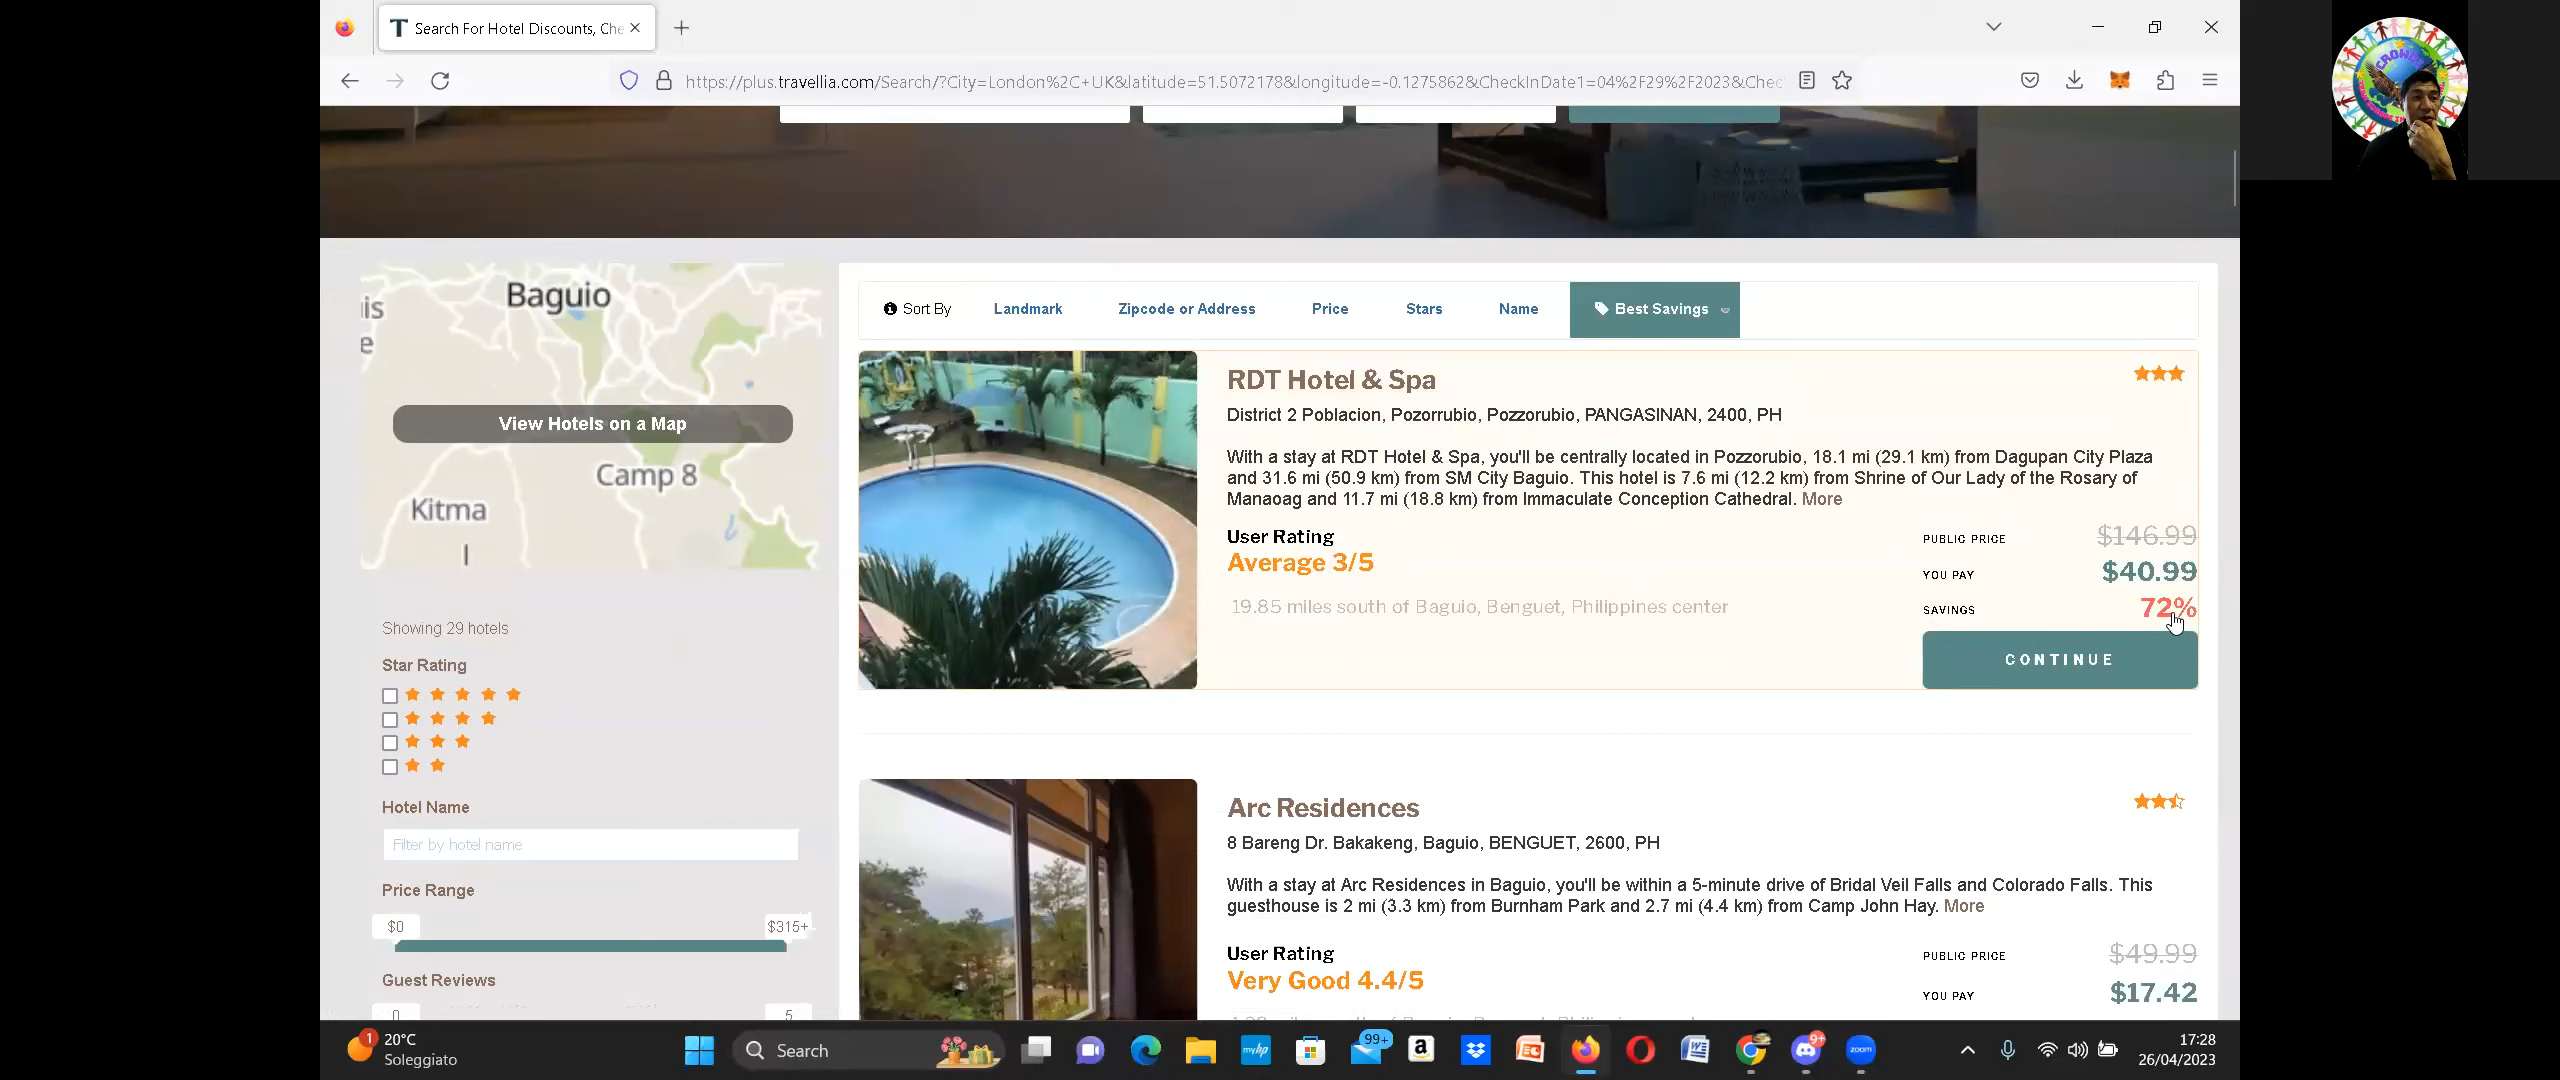 Search For Hotel Discounts, Che
https://plus.travellia.com/Search/?City=London%2C+UK&latitude=51.5072178&longitude=-0.1275862&CheckInDate1=04%2F29%2F2023&Chec
CROWD1
Baguio
is
e
View Hotels on a Map
Camp 8
Kitma
Sort By Landmark Zipcode or Address Price Stars Name Best Savings
RDT Hotel & Spa
District 2 Poblacion, Pozorrubio, Pozzorubio, PANGASINAN, 2400, PH
With a stay at RDT Hotel & Spa, you'll be centrally located in Pozzorubio, 18.1 mi (29.1 km) from Dagupan City Plaza
and 31.6 mi (50.9 km) from SM City Baguio. This hotel is 7.6 mi (12.2 km) from Shrine of Our Lady of the Rosary of
Manaoag and 11.7 mi (18.8 km) from Immaculate Conception Cathedral. More
User Rating
Average 3/5
19.85 miles south of Baguio, Benguet, Philippines center
PUBLIC PRICE $146.99
YOU PAY $40.99
SAVINGS 72%
CONTINUE
Showing 29 hotels
Star Rating
Hotel Name
Filter by hotel name
Price Range
$0 $315+
Guest Reviews
0 5
Arc Residences
8 Bareng Dr. Bakakeng, Baguio, BENGUET, 2600, PH
With a stay at Arc Residences in Baguio, you'll be within a 5-minute drive of Bridal Veil Falls and Colorado Falls. This
guesthouse is 2 mi (3.3 km) from Burnham Park and 2.7 mi (4.4 km) from Camp John Hay. More
User Rating
Very Good 4.4/5
PUBLIC PRICE $49.99
YOU PAY $17.42
1
20°C
Soleggiato
Search
myhp
99+
9+
zoom
17:28
26/04/2023